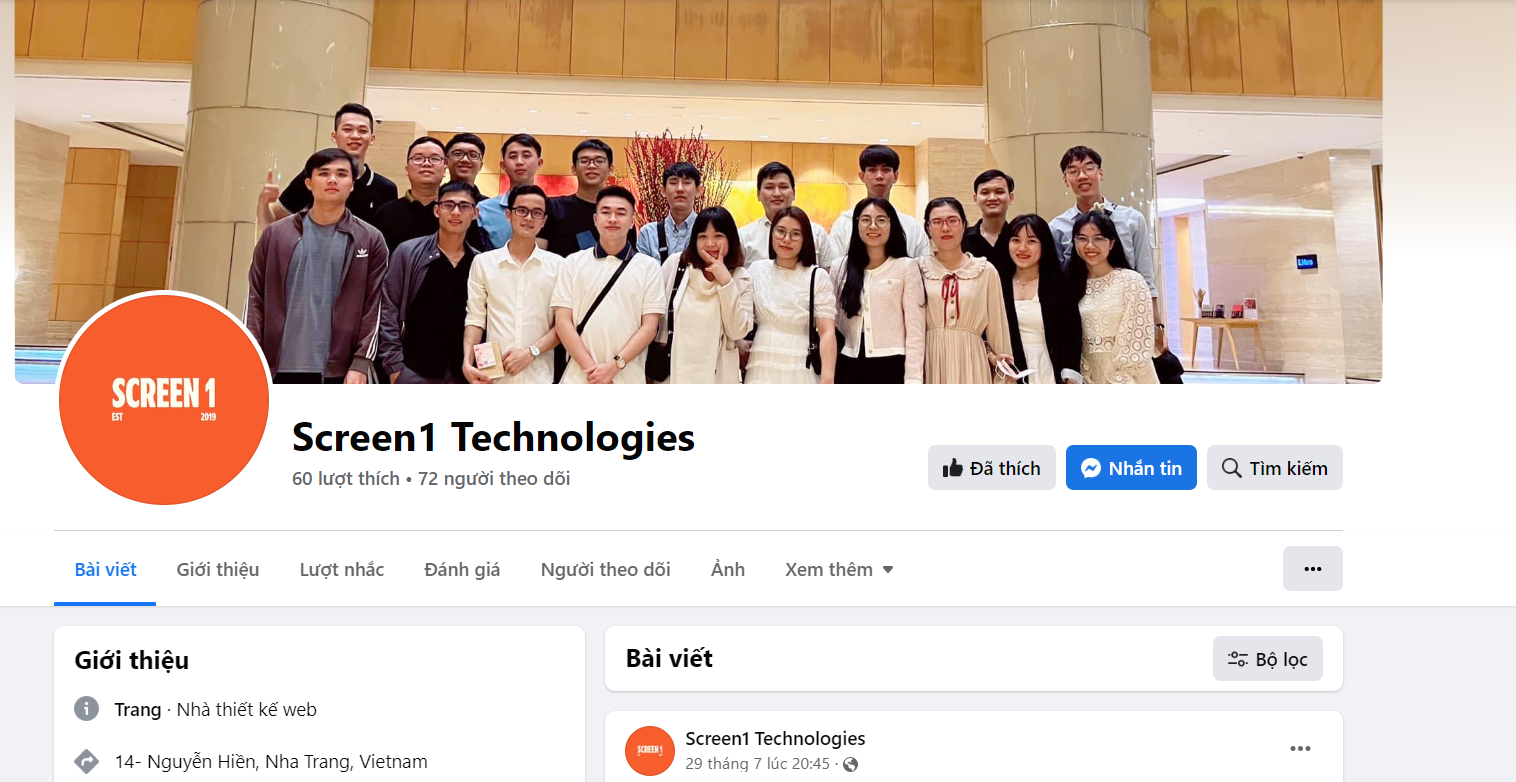 SCREEN 1
EST 2019
Screen1 Technologies
60 lượt thích • 72 người theo dõi
Đã thích
Nhắn tin
Tìm kiếm
Bài viết
Giới thiệu
Lượt nhắc
Đánh giá
Người theo dõi
Ảnh
Xem thêm
Giới thiệu
Trang · Nhà thiết kế web
14- Nguyễn Hiền, Nha Trang, Vietnam
Bài viết
Bộ lọc
SCREEN 1
Screen1 Technologies
29 tháng 7 lúc 20:45 ·